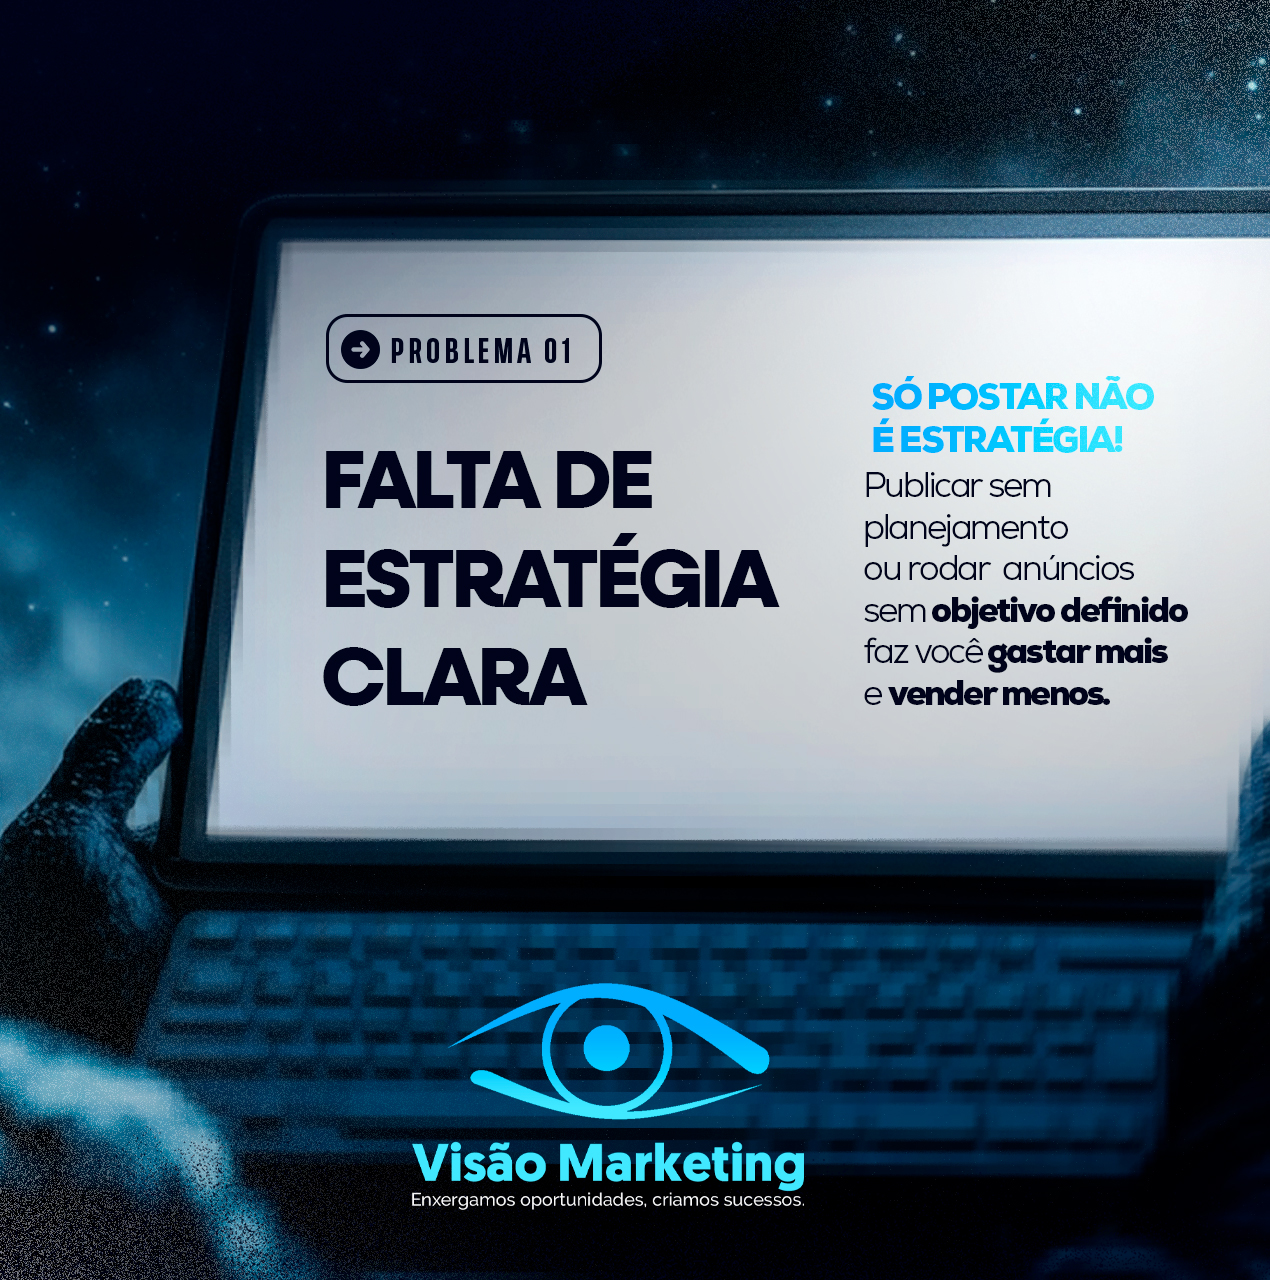 PROBLEMA 01
FALTA DE
ESTRATÉGIA
CLARA
SÓ POSTAR NÃO
É ESTRATÉGIA!
Publicar sem
planejamento
ou rodar anúncios
sem objetivo definido
faz você gastar mais
e vender menos.
Visão Marketing
Enxergamos oportunidades, criamos sucessos.